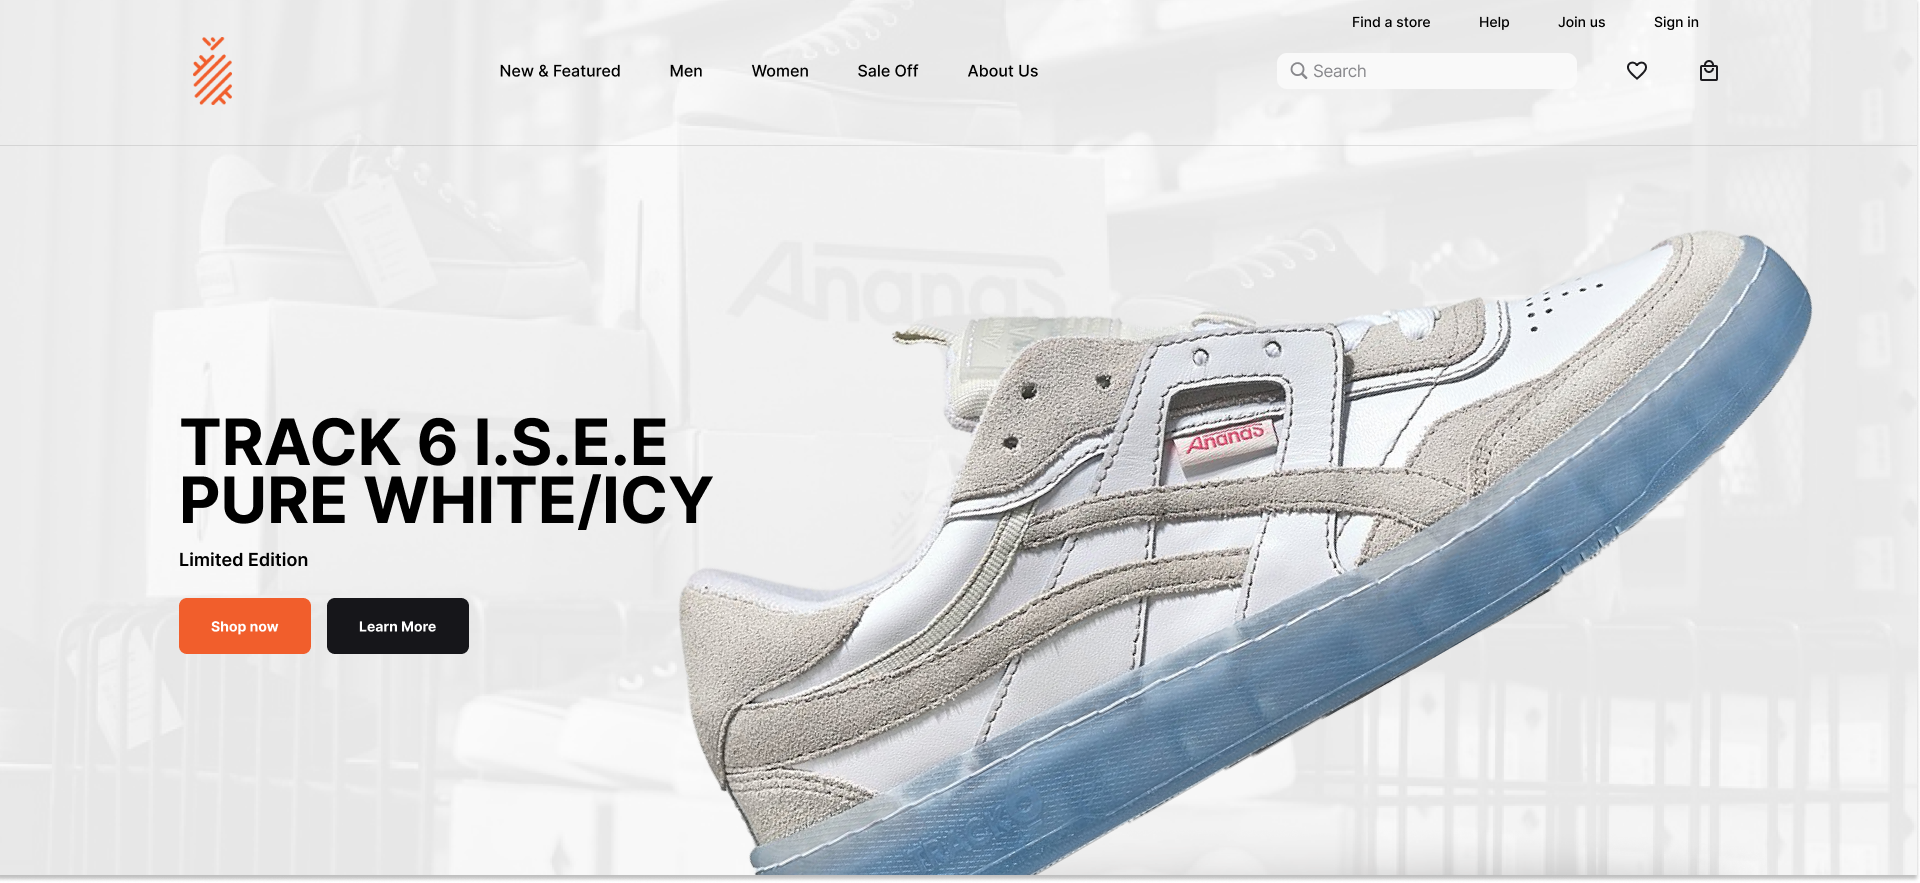 Find a store Help Join us Sign in
New & Featured Men Women Sale Off About Us Search
Ananas
TRACK 6 I.S.E.E
PURE WHITE/ICY
Ananas
Limited Edition
Shop now Learn More